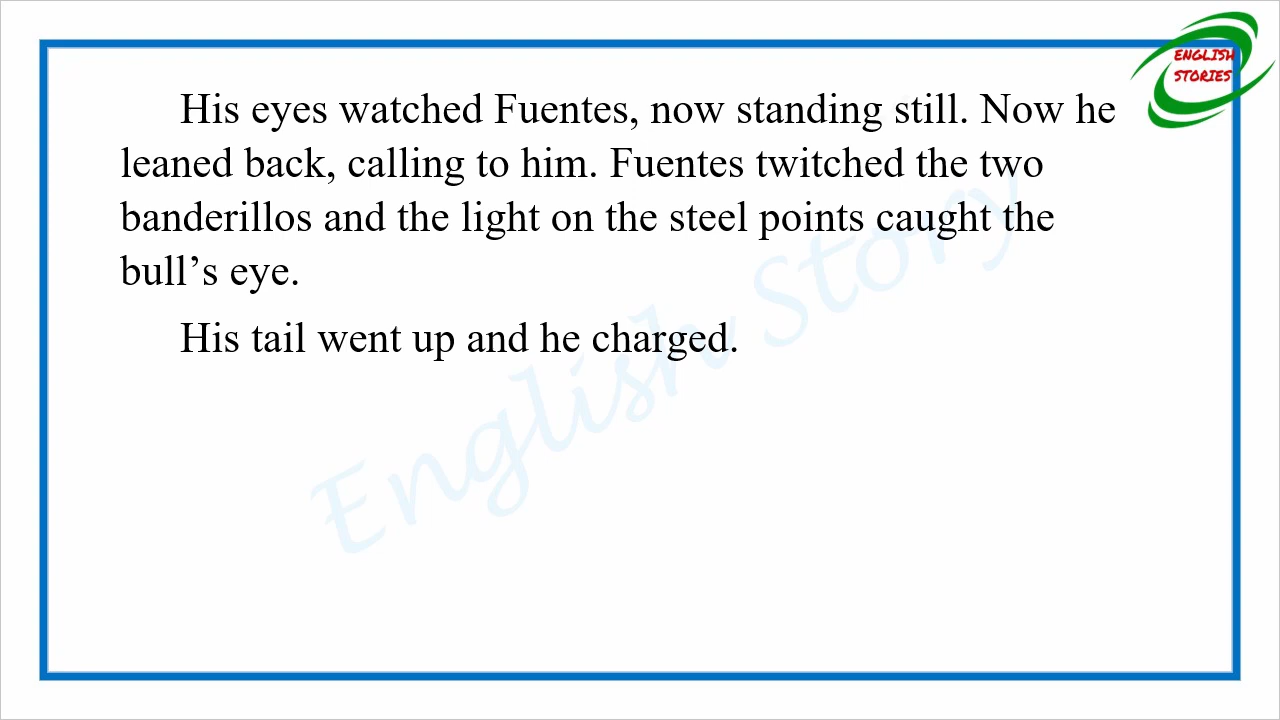 ENGLISH
STORIES
His eyes watched Fuentes, now standing still. Now he
leaned back, calling to him. Fuentes twitched the two
banderillos and the light on the steel points caught the
bull’s eye.
His tail went up and he charged.
English Story